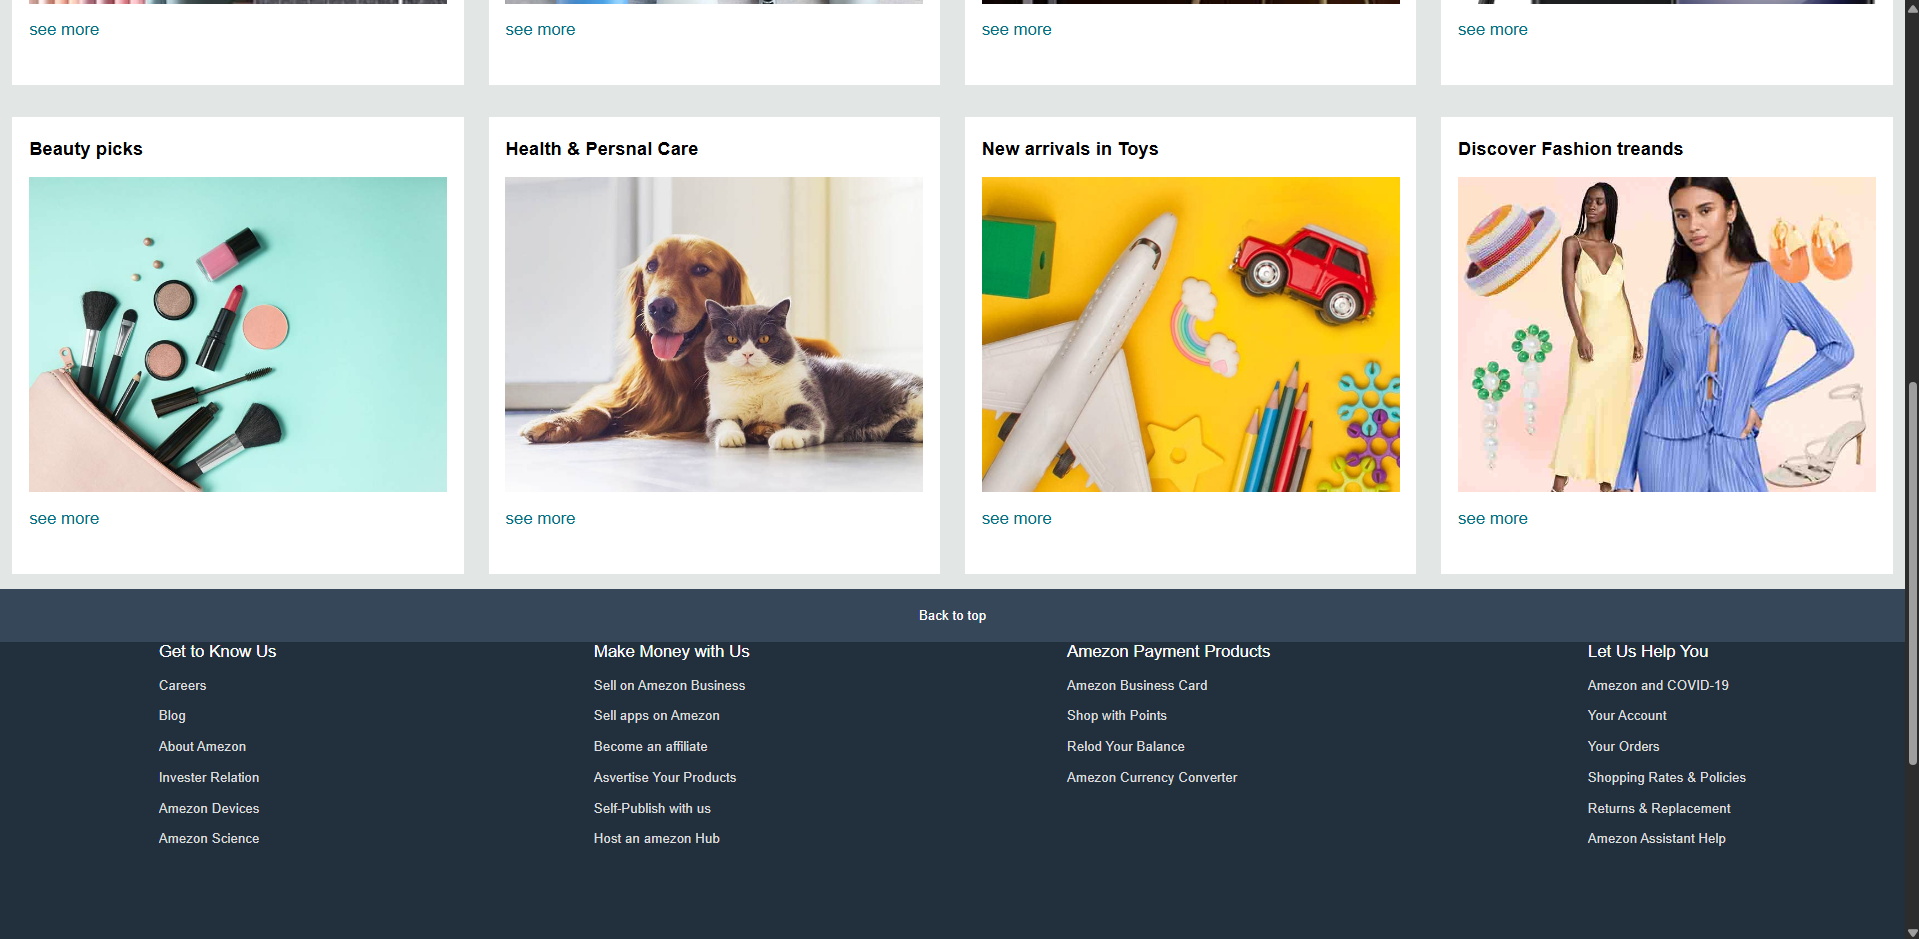 see more
see more
see more
see more
Beauty picks
Health & Persnal Care
New arrivals in Toys
Discover Fashion treands
see more
see more
see more
see more
Back to top
Get to Know Us
Careers
Blog
About Amezon
Invester Relation
Amezon Devices
Amezon Science
Make Money with Us
Sell on Amezon Business
Sell apps on Amezon
Become an affiliate
Asvertise Your Products
Self-Publish with us
Host an amezon Hub
Amezon Payment Products
Amezon Business Card
Shop with Points
Relod Your Balance
Amezon Currency Converter
Let Us Help You
Amezon and COVID-19
Your Account
Your Orders
Shopping Rates & Policies
Returns & Replacement
Amezon Assistant Help